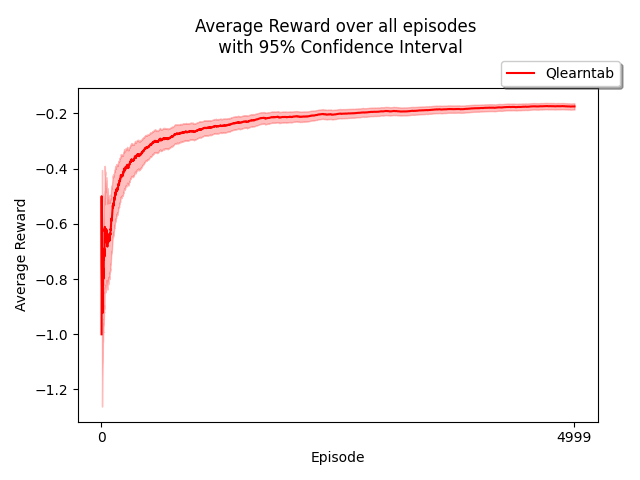 Average Reward over all episodes
with 95% Confidence Interval
Qlearntab
−0.2
−0.4
−0.6
−0.8
−1.0
−1.2
Average Reward
0
4999
Episode